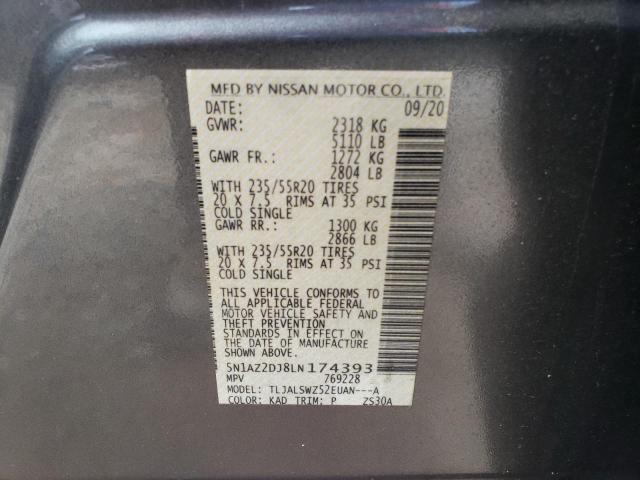 MFD BY NISSAN MOTOR CO., LTD.
DATE: 09/20
GVWR: 2318 KG
5110 LB
GAWR FR.: 1272 KG
2804 LB
WITH 235/55R20 TIRES
20 X 7.5 RIMS AT 35 PSI
COLD SINGLE
GAWR RR.: 1300 KG
2866 LB
WITH 235/55R20 TIRES
20 X 7.5 RIMS AT 35 PSI
COLD SINGLE
THIS VEHICLE CONFORMS TO
ALL APPLICABLE FEDERAL
MOTOR VEHICLE SAFETY AND
THEFT PREVENTION
STANDARDS IN EFFECT ON
THE DATE OF MANUFACTURE
SHOWN ABOVE.
5N1AZ2DJ8LN174393
MPV 769228
MODEL: TLJALSWZ52EUAN---A
COLOR: KAD TRIM: P ZS30A